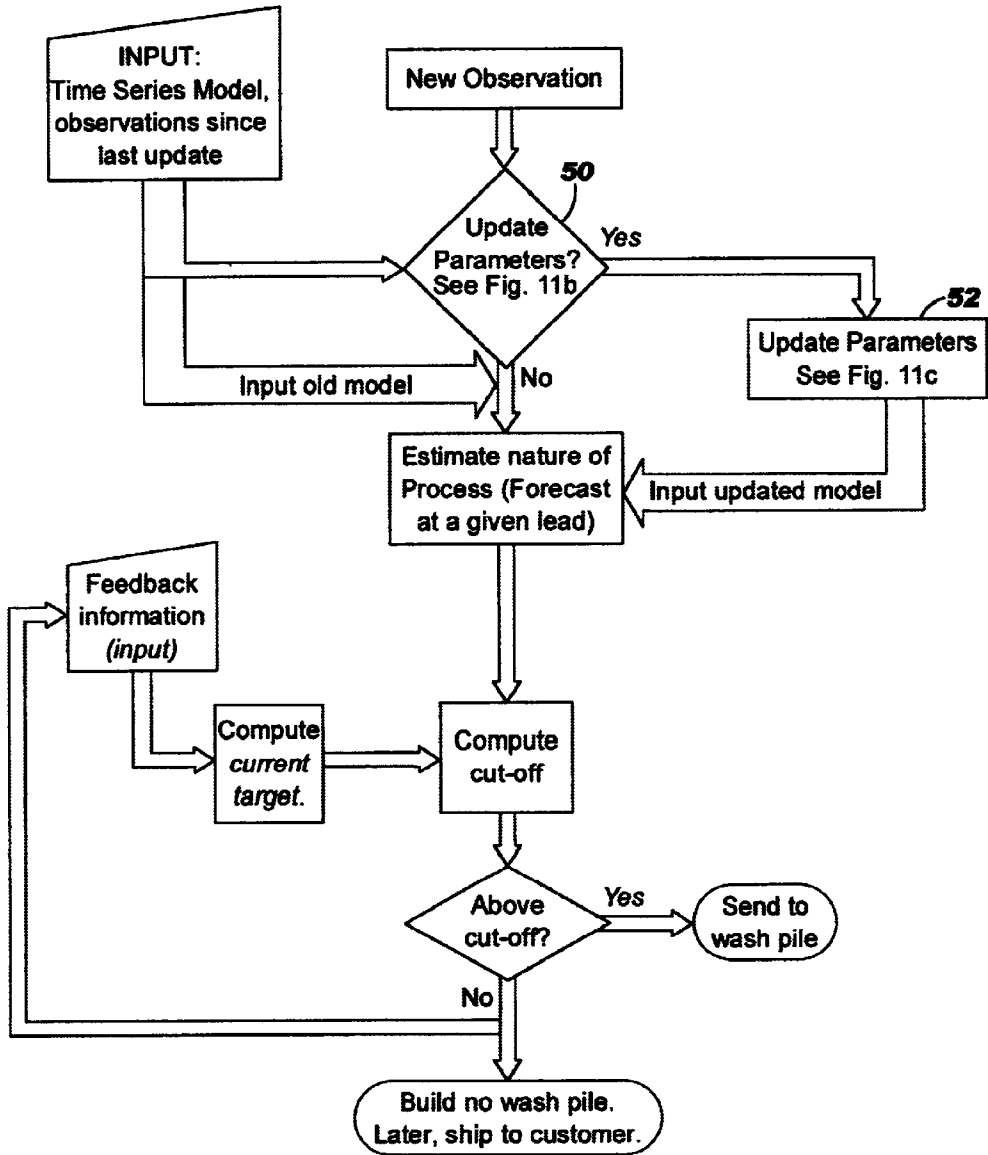 INPUT:
Time Series Model,
observations since
last update
New Observation
50
Update
Parameters?
See Fig. 11b
Yes
52
Update Parameters
See Fig. 11c
Input old model
No
Estimate nature of
Process (Forecast
at a given lead)
Input updated model
Feedback
information
(input)
Compute
current
target.
Compute
cut-off
Above
cut-off?
Yes
Send to
wash pile
No
Build no wash pile.
Later, ship to customer.